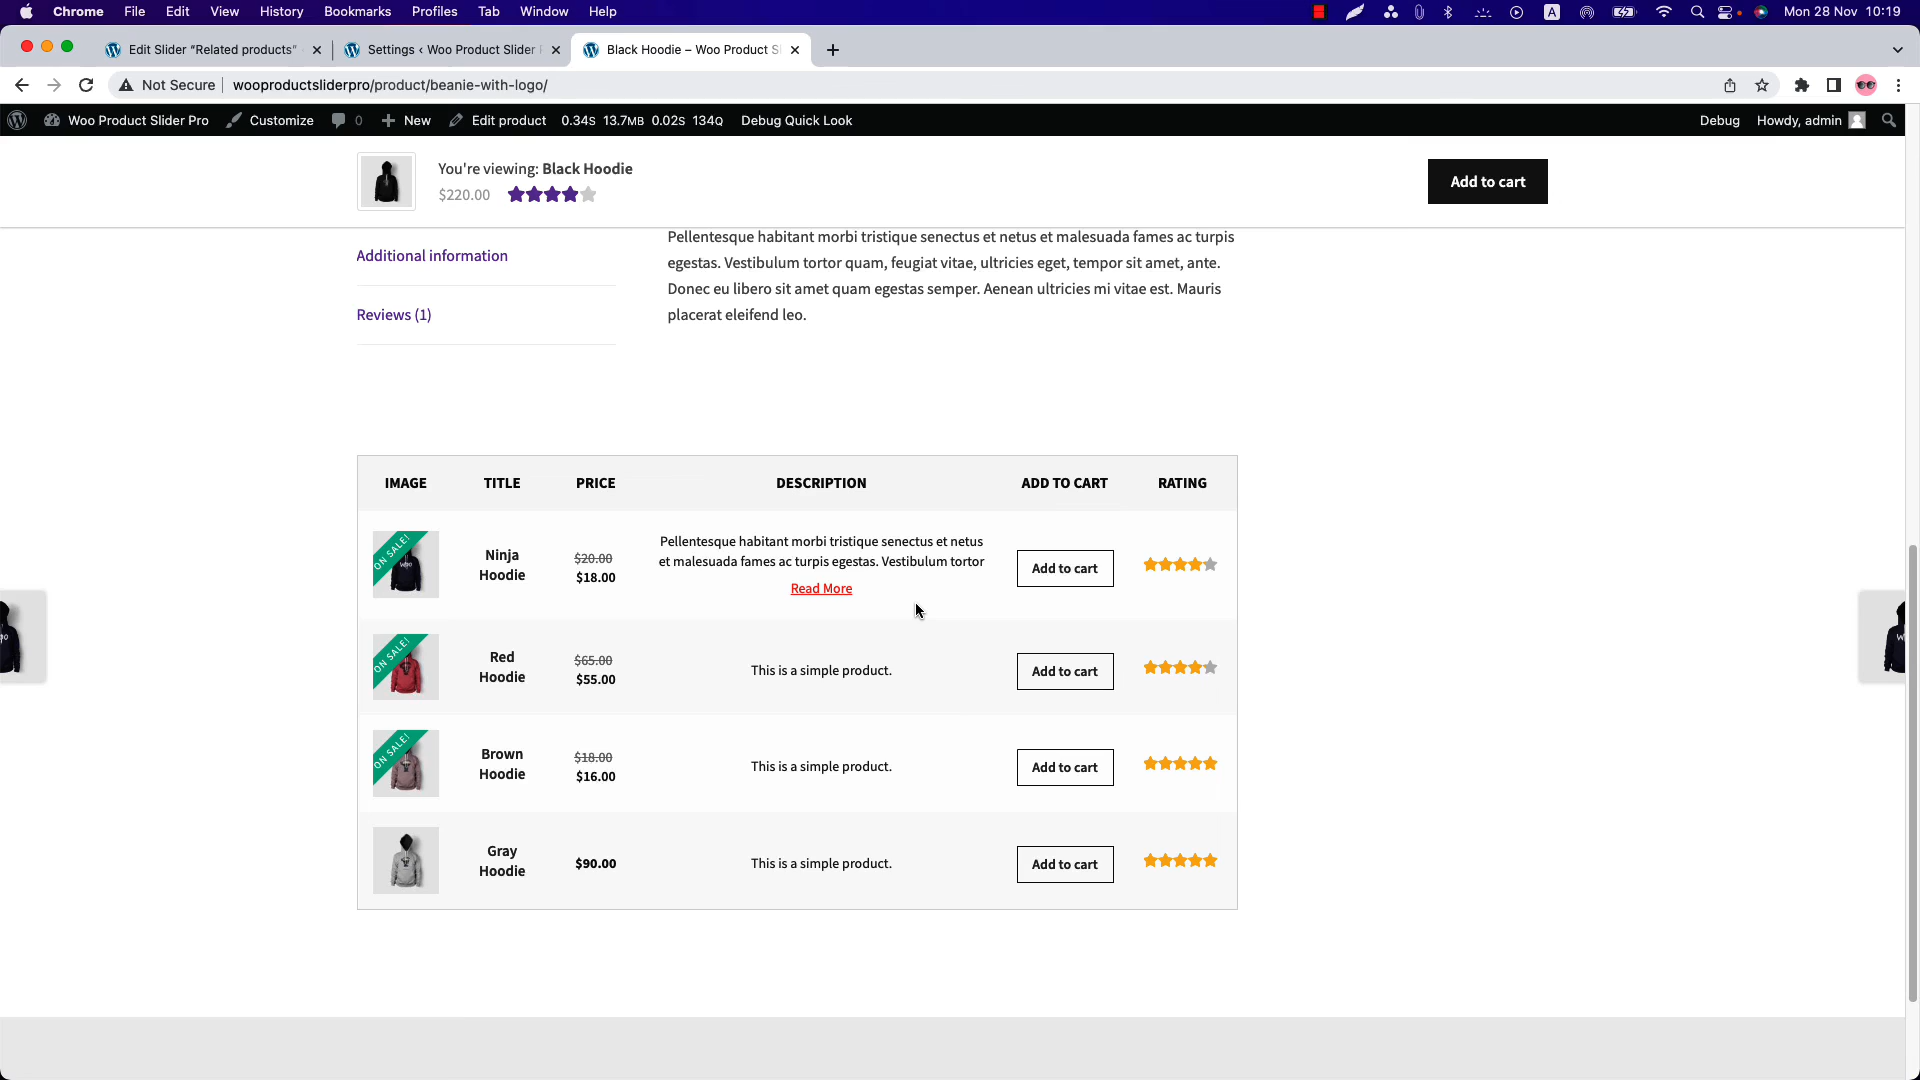 Chrome File Edit View History Bookmarks Profiles Tab Window Help A Mon 28 Nov 10:19
Edit Slider “Related products” Settings ‹ Woo Product Slider Black Hoodie – Woo Product S
Not Secure wooproductsliderpro/product/beanie-with-logo/
Woo Product Slider Pro Customize 0 New Edit product 0.34S 13.7MB 0.02S 134Q Debug Quick Look Debug Howdy, admin
You're viewing: Black Hoodie
$220.00
Add to cart
Additional information
Reviews (1)
Pellentesque habitant morbi tristique senectus et netus et malesuada fames ac turpis
egestas. Vestibulum tortor quam, feugiat vitae, ultricies eget, tempor sit amet, ante.
Donec eu libero sit amet quam egestas semper. Aenean ultricies mi vitae est. Mauris
placerat eleifend leo.
IMAGE TITLE PRICE DESCRIPTION ADD TO CART RATING
ON SALE!
Ninja
Hoodie
$20.00
$18.00
Pellentesque habitant morbi tristique senectus et netus
et malesuada fames ac turpis egestas. Vestibulum tortor
Read More
Add to cart
ON SALE!
Red
Hoodie
$65.00
$55.00
This is a simple product.
Add to cart
ON SALE!
Brown
Hoodie
$18.00
$16.00
This is a simple product.
Add to cart
Gray
Hoodie
$90.00
This is a simple product.
Add to cart